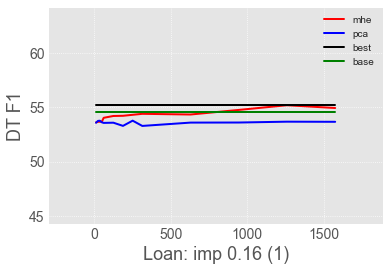 mhe
pca
best
base
DT F1
60
55
50
45
0
500
1000
1500
Loan: imp 0.16 (1)